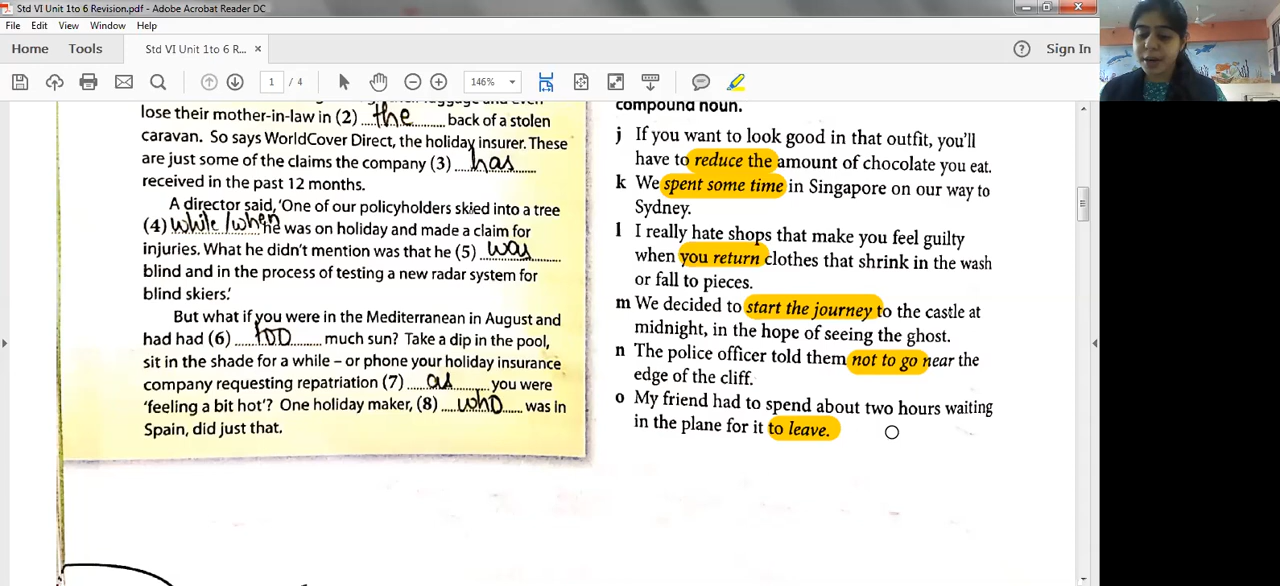 Std VI Unit 1to 6 Revision.pdf - Adobe Acrobat Reader DC
File Edit View Window Help
Home Tools Std VI Unit 1to 6 R... × Sign In
1 / 4 146%
lose their mother-in-law in (2) the back of a stolen
caravan. So says WorldCover Direct, the holiday insurer. These
are just some of the claims the company (3) has
received in the past 12 months.
A director said, 'One of our policyholders skied into a tree
(4) while/when he was on holiday and made a claim for
injuries. What he didn't mention was that he (5) was
blind and in the process of testing a new radar system for
blind skiers.'
But what if you were in the Mediterranean in August and
had had (6) too much sun? Take a dip in the pool,
sit in the shade for a while – or phone your holiday insurance
company requesting repatriation (7) as you were
'feeling a bit hot'? One holiday maker, (8) who was in
Spain, did just that.
compound noun.
j If you want to look good in that outfit, you'll
have to reduce the amount of chocolate you eat.
k We spent some time in Singapore on our way to
Sydney.
l I really hate shops that make you feel guilty
when you return clothes that shrink in the wash
or fall to pieces.
m We decided to start the journey to the castle at
midnight, in the hope of seeing the ghost.
n The police officer told them not to go near the
edge of the cliff.
o My friend had to spend about two hours waiting
in the plane for it to leave.